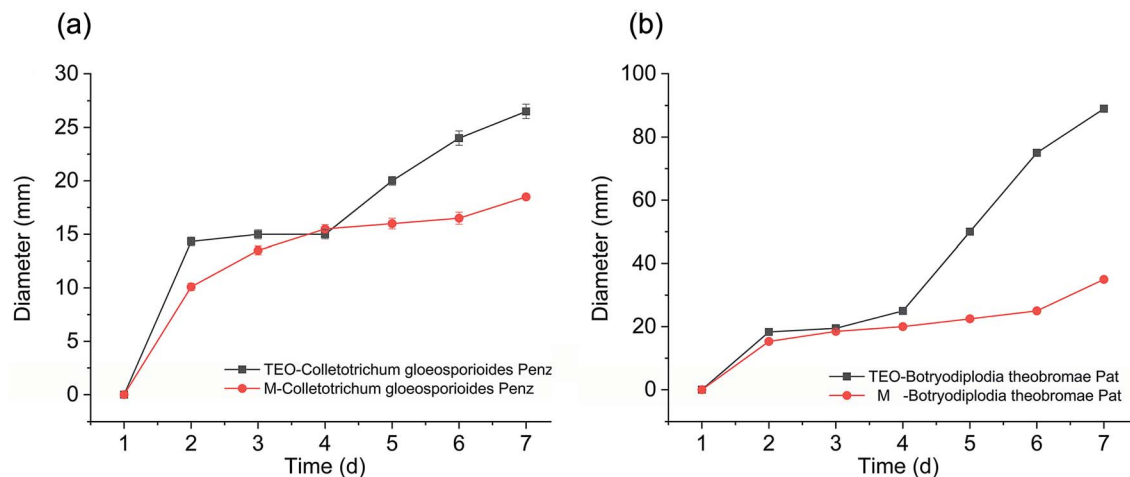 (a)
30
25
20
15
10
5
0
Diameter (mm)
TEO-Colletotrichum gloeosporioides Penz
M-Colletotrichum gloeosporioides Penz
1 2 3 4 5 6 7
Time (d)
(b)
100
80
60
40
20
0
Diameter (mm)
TEO-Botryodiplodia theobromae Pat
M -Botryodiplodia theobromae Pat
1 2 3 4 5 6 7
Time (d)